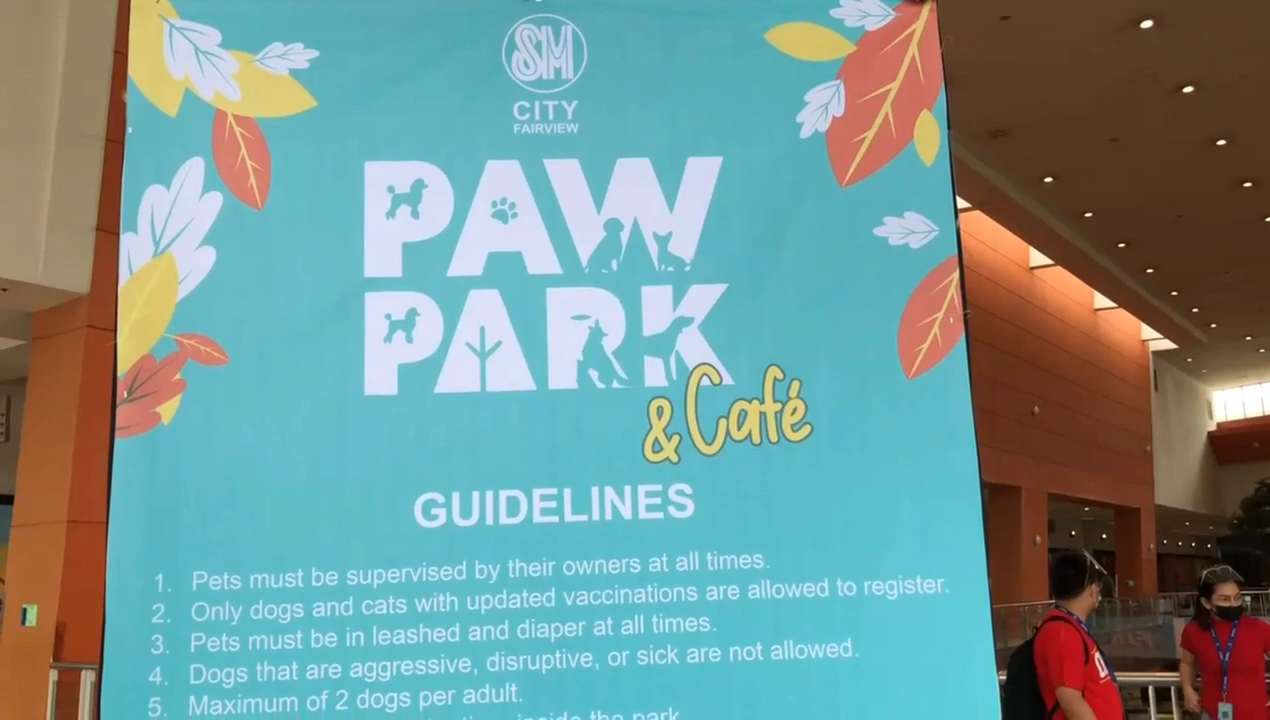 SM
CITY
FAIRVIEW
PAW
PARK
& Café
GUIDELINES
1. Pets must be supervised by their owners at all times.
2. Only dogs and cats with updated vaccinations are allowed to register.
3. Pets must be in leashed and diaper at all times.
4. Dogs that are aggressive, disruptive, or sick are not allowed.
5. Maximum of 2 dogs per adult.
inside the park